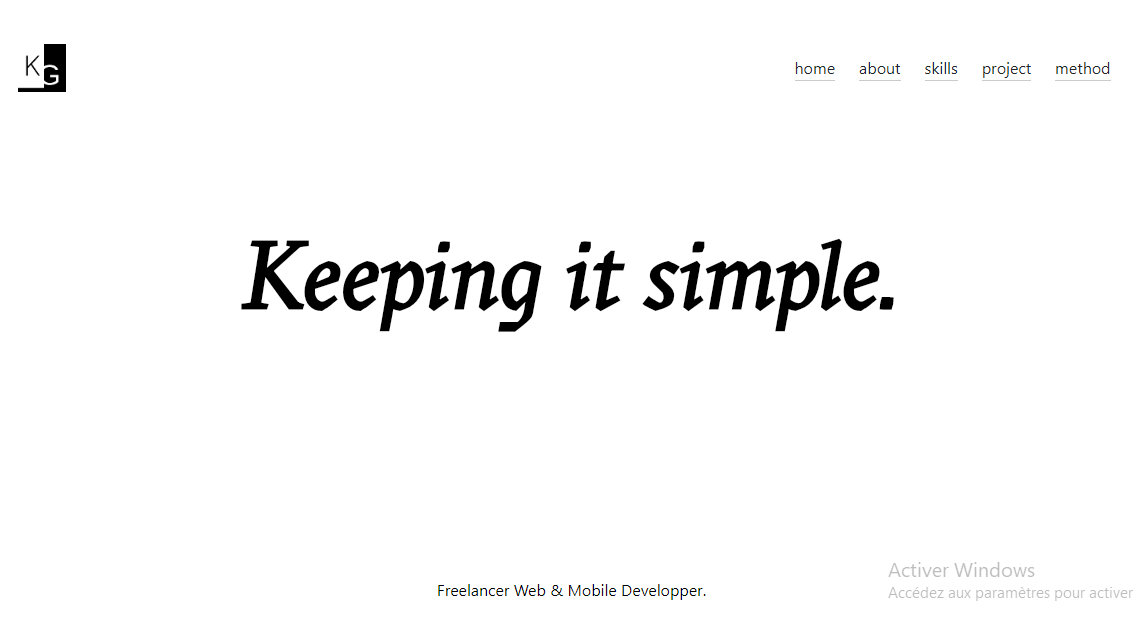 KG
home about skills project method
Keeping it simple.
Freelancer Web & Mobile Developper.
Activer Windows
Accédez aux paramètres pour activer